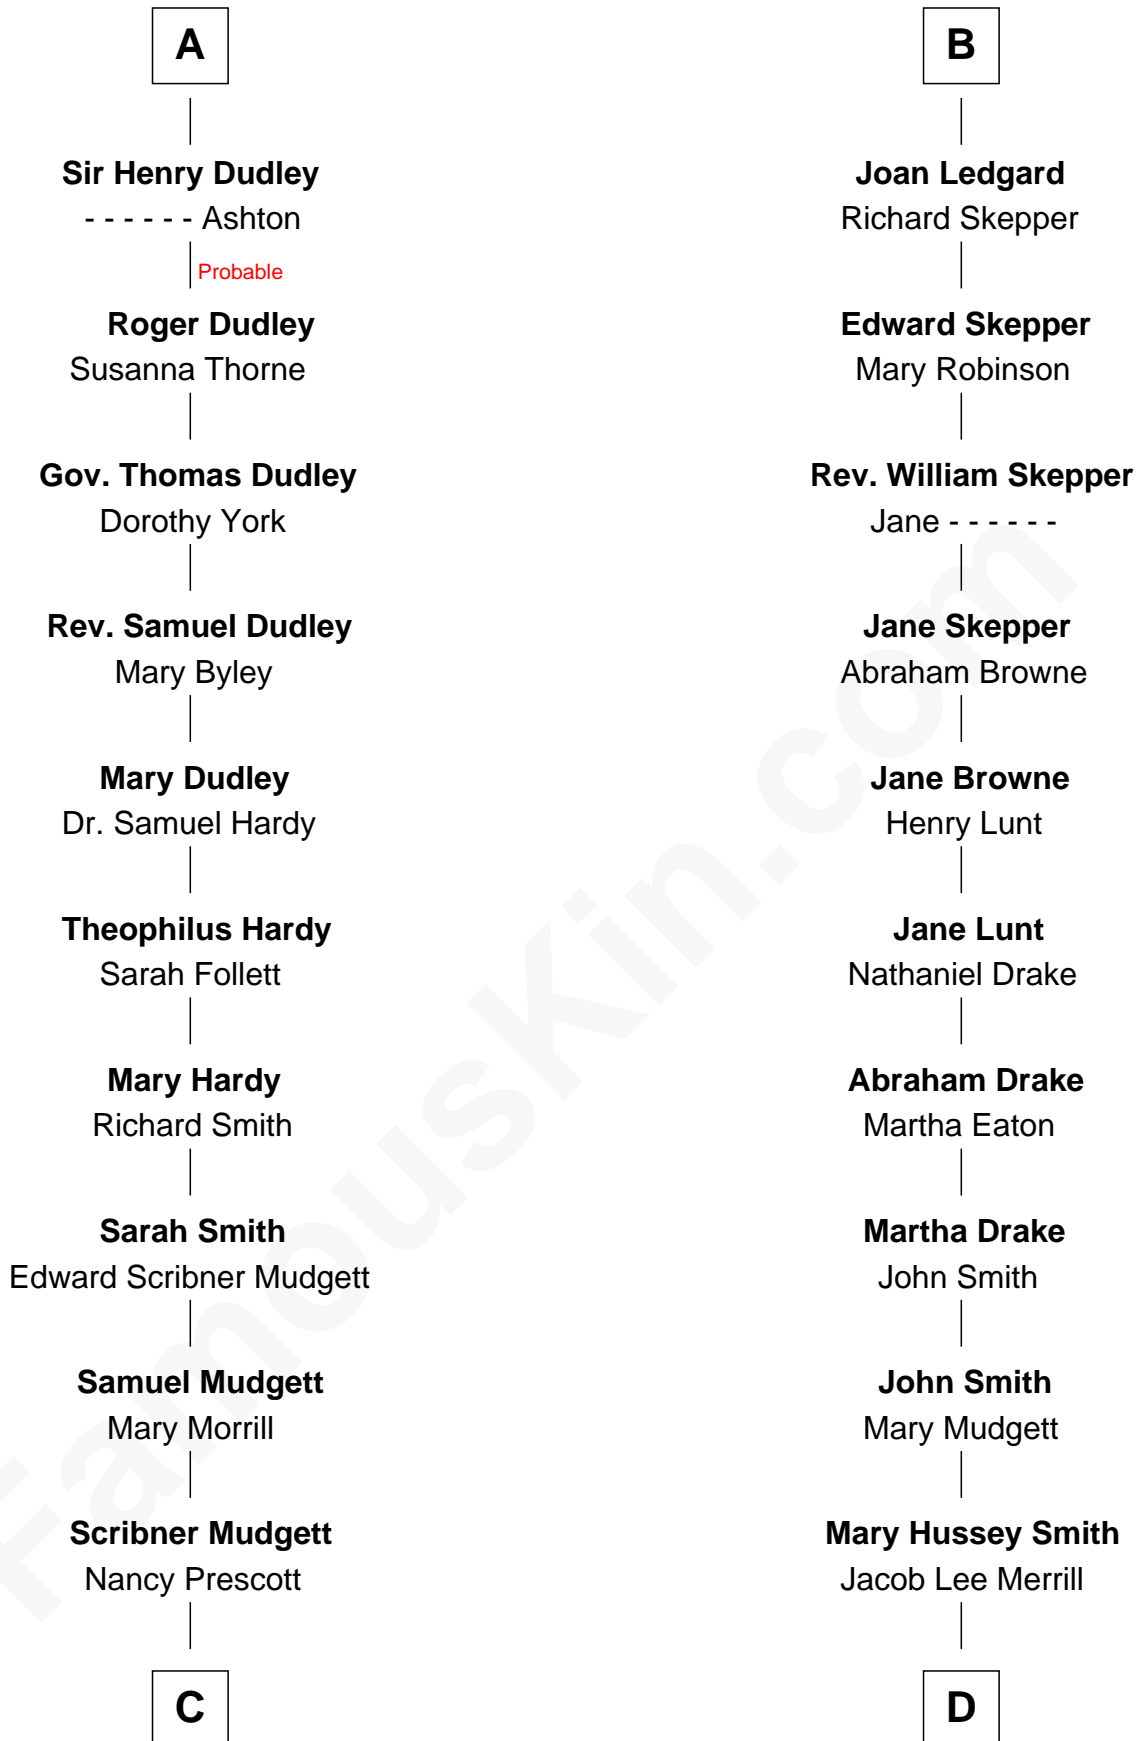 A
Sir Henry Dudley
- - - - - - Ashton
Probable
Roger Dudley
Susanna Thorne
Gov. Thomas Dudley
Dorothy York
Rev. Samuel Dudley
Mary Byley
Mary Dudley
Dr. Samuel Hardy
Theophilus Hardy
Sarah Follett
Mary Hardy
Richard Smith
Sarah Smith
Edward Scribner Mudgett
Samuel Mudgett
Mary Morrill
Scribner Mudgett
Nancy Prescott
C
B
Joan Ledgard
Richard Skepper
Edward Skepper
Mary Robinson
Rev. William Skepper
Jane - - - - - -
Jane Skepper
Abraham Browne
Jane Browne
Henry Lunt
Jane Lunt
Nathaniel Drake
Abraham Drake
Martha Eaton
Martha Drake
John Smith
John Smith
Mary Mudgett
Mary Hussey Smith
Jacob Lee Merrill
D
FamousKin.com